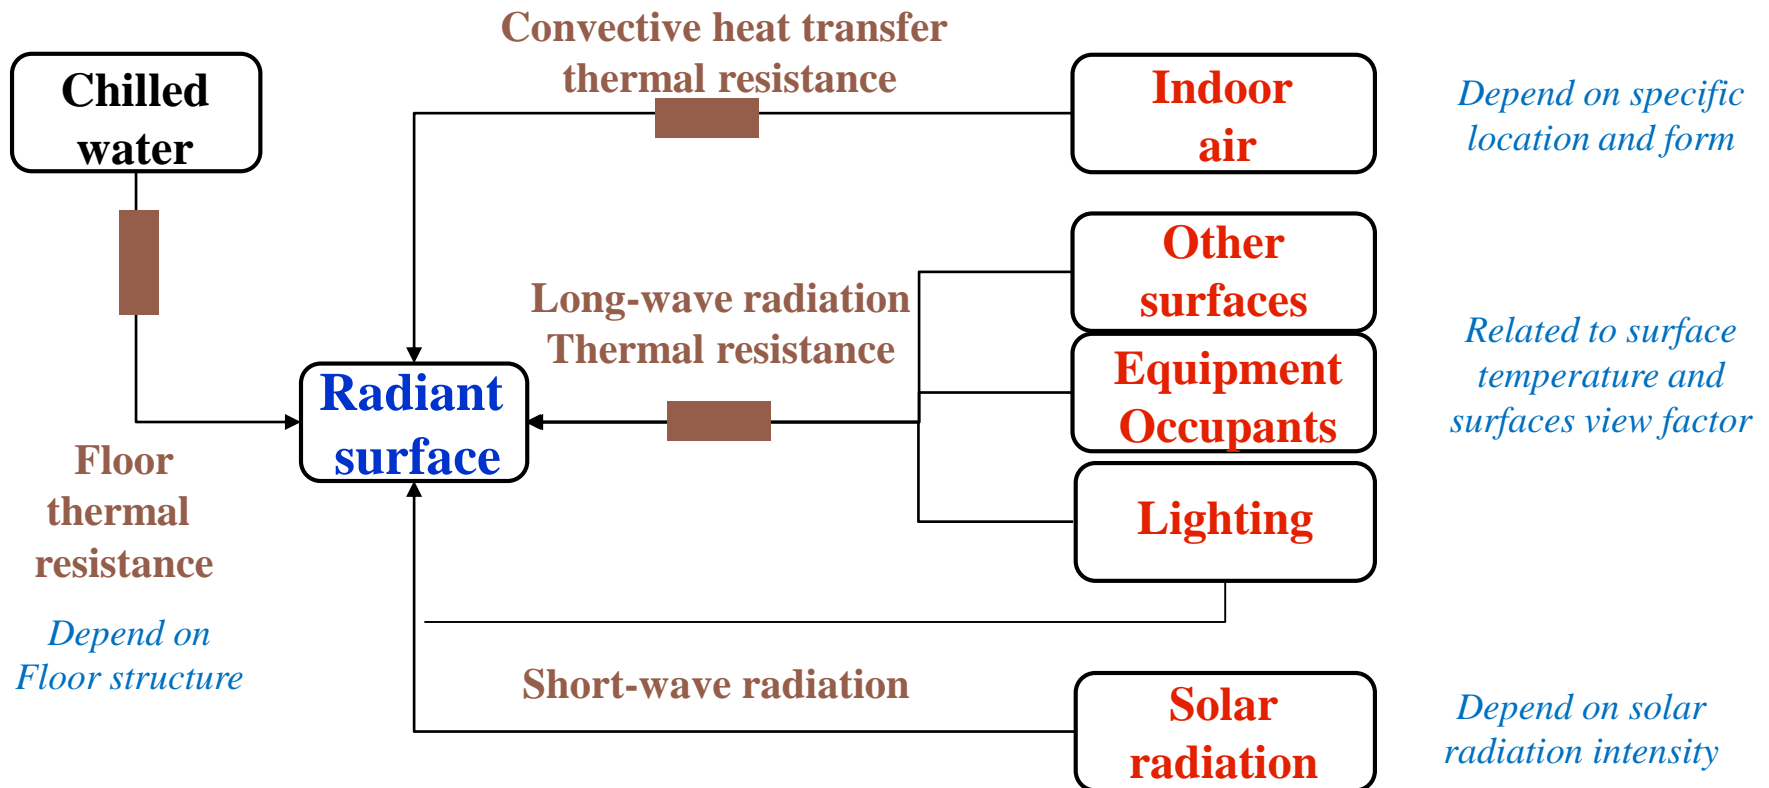 Convective heat transfer
thermal resistance
Chilled
water
Indoor
air
Depend on specific
location and form
Other
surfaces
Long-wave radiation
Thermal resistance
Equipment
Occupants
Related to surface
temperature and
surfaces view factor
Radiant
surface
Floor
thermal
resistance
Lighting
Depend on
Floor structure
Short-wave radiation
Solar
radiation
Depend on solar
radiation intensity